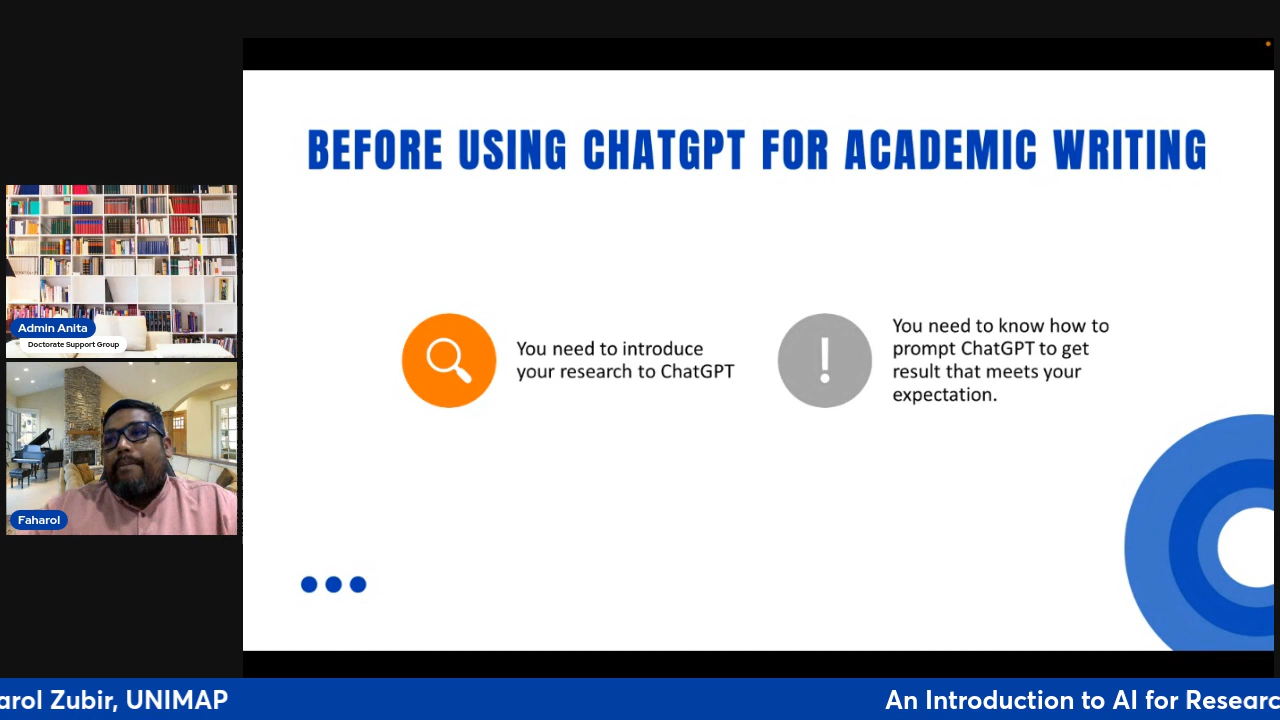 BEFORE USING CHATGPT FOR ACADEMIC WRITING
You need to introduce
your research to ChatGPT
You need to know how to
prompt ChatGPT to get
result that meets your
expectation.
Admin Anita
Doctorate Support Group
Faharol
arol Zubir, UNIMAP
An Introduction to AI for Researc